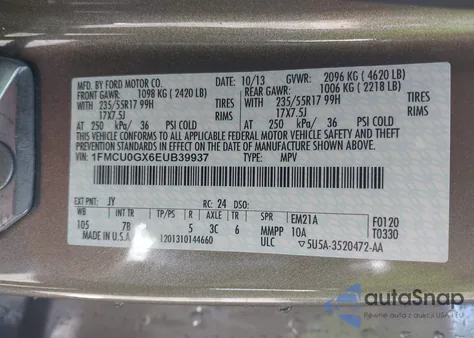 MFD. BY FORD MOTOR CO.
10/13 GVWR: 2096 KG ( 4620 LB)
FRONT GAWR: 1098 KG ( 2420 LB) REAR GAWR: 1006 KG ( 2218 LB)
WITH 235/55R17 99H WITH 235/55R17 99H
17X7.5J 17X7.5J
AT 250 kPa/ 36 PSI COLD AT 250 kPa/ 36 PSI COLD
THIS VEHICLE CONFORMS TO ALL APPLICABLE FEDERAL MOTOR VEHICLE SAFETY AND BUMPER
AND THEFT PREVENTION STANDARDS IN EFFECT ON THE DATE OF MANUFACTURE SHOWN ABOVE.
VIN: 1FMCU0GX6EUB39937 TYPE: MPV
EXT PNT: JY RC: 24 DSO:
WB INT TR TP/PS R AXLE TR SPR EM21A F0120
105 7B 5 3C 6 MMPP 10A T0330
MADE IN U.S.A. 1201310144660 ULC 5U5A-3520472-AA
autoSnap
Pewne auto z USA i EU